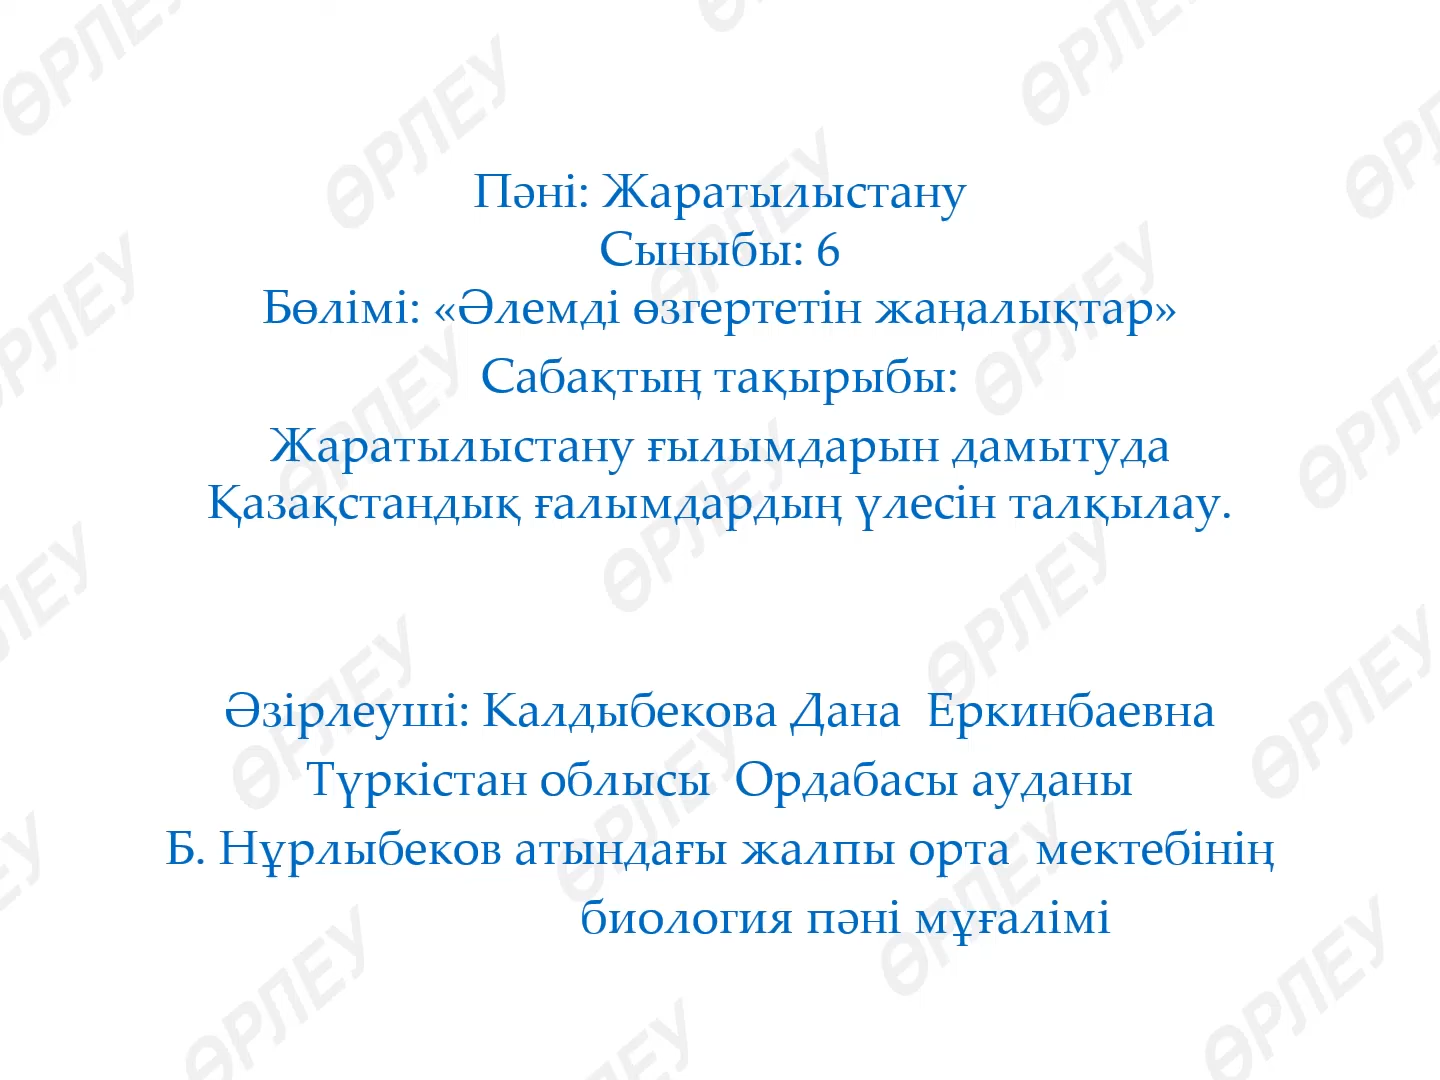 Пәні: Жаратылыстану
Сыныбы: 6
Бөлімі: «Әлемді өзгертетін жаңалықтар»
Сабақтың тақырыбы:
Жаратылыстану ғылымдарын дамытуда
Қазақстандық ғалымдардың үлесін талқылау.
Әзірлеуші: Калдыбекова Дана Еркинбаевна
Түркістан облысы Ордабасы ауданы
Б. Нұрлыбеков атындағы жалпы орта мектебінің
биология пәні мұғалімі
ӨРЛЕУ